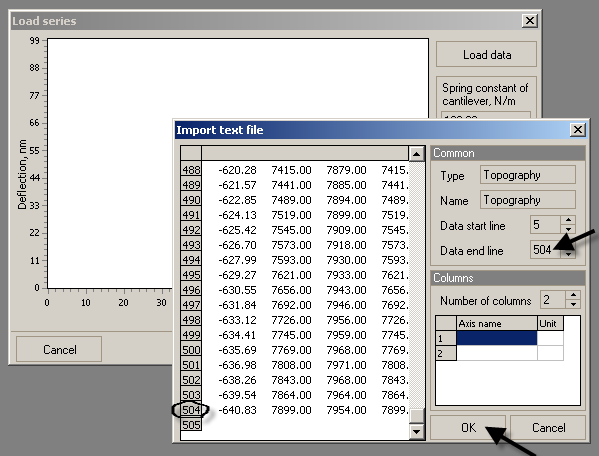 Load series
99
88
77
66
55
44
33
22
11
0
Deflection, nm
0 10 20 30
Load data
Spring constant of
cantilever, N/m
Cancel
Import text file
488 -620.28 7415.00 7879.00 7415.
489 -621.57 7441.00 7885.00 7441.
490 -622.85 7489.00 7894.00 7489.
491 -624.13 7519.00 7899.00 7519.
492 -625.42 7545.00 7909.00 7545.
493 -626.70 7573.00 7918.00 7573.
494 -627.99 7593.00 7930.00 7593.
495 -629.27 7621.00 7933.00 7621.
496 -630.55 7656.00 7943.00 7656.
497 -631.84 7692.00 7946.00 7692.
498 -633.12 7726.00 7956.00 7726.
499 -634.41 7745.00 7959.00 7745.
500 -635.69 7769.00 7968.00 7769.
501 -636.98 7808.00 7971.00 7808.
502 -638.26 7843.00 7968.00 7843.
503 -639.54 7864.00 7964.00 7864.
504 -640.83 7899.00 7954.00 7899.
505
Common
Type Topography
Name Topography
Data start line 5
Data end line 504
Columns
Number of columns 2
Axis name Unit
1
2
OK Cancel